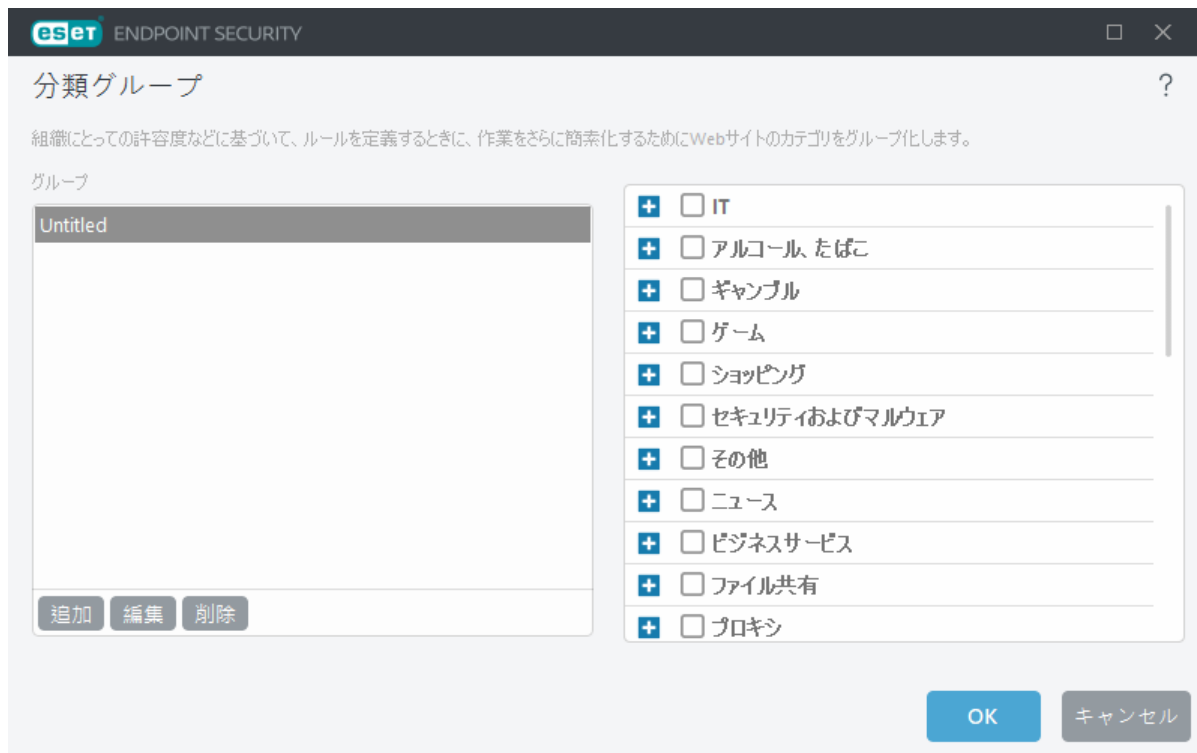 eset ENDPOINT SECURITY
分類グループ
?
組織にとっての許容度などに基づいて、ルールを定義するときに、作業をさらに簡素化するためにWebサイトのカテゴリをグループ化します。
グループ
Untitled
追加 編集 削除
IT
アルコール、たばこ
ギャンブル
ゲーム
ショッピング
セキュリティおよびマルウェア
その他
ニュース
ビジネスサービス
ファイル共有
プロキシ
OK キャンセル